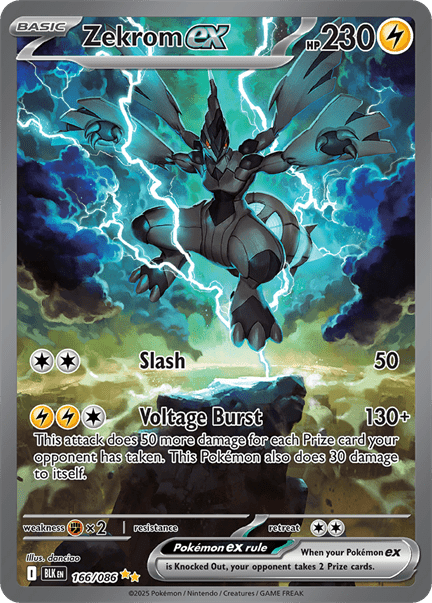 BASIC Zekrom ex HP 230
Slash 50
Voltage Burst 130+
This attack does 50 more damage for each Prize card your
opponent has taken. This Pokémon also does 30 damage
to itself.
weakness ×2 resistance retreat
Illus. danciao
I BLK EN 166/086
Pokémon ex rule When your Pokémon ex
is Knocked Out, your opponent takes 2 Prize cards.
©2025 Pokémon / Nintendo / Creatures / GAME FREAK